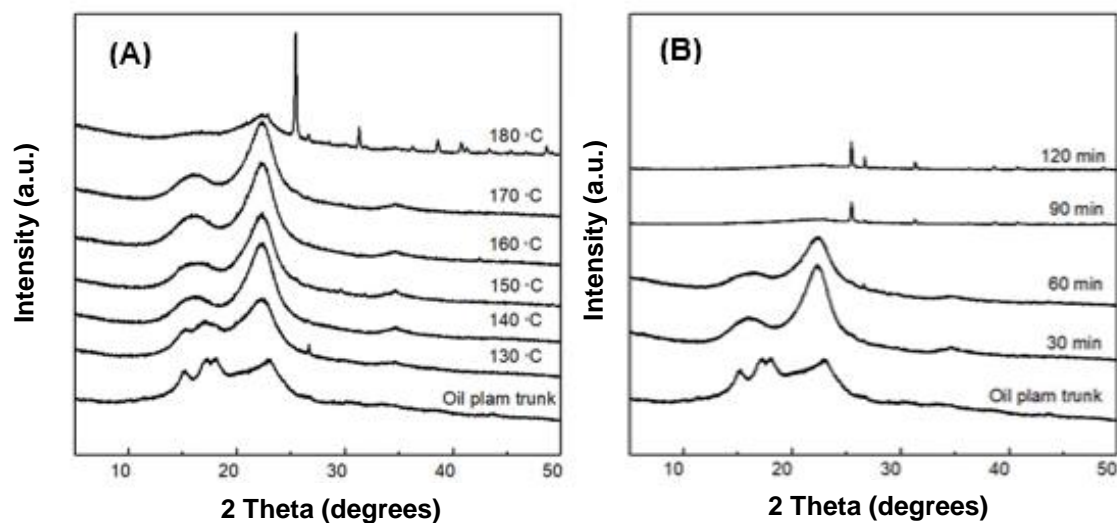 (A)
180 °C
170 °C
160 °C
150 °C
140 °C
130 °C
Oil plam trunk
10 20 30 40 50
2 Theta (degrees)
Intensity (a.u.)
(B)
120 min
90 min
60 min
30 min
Oil plam trunk
10 20 30 40 50
2 Theta (degrees)
Intensity (a.u.)